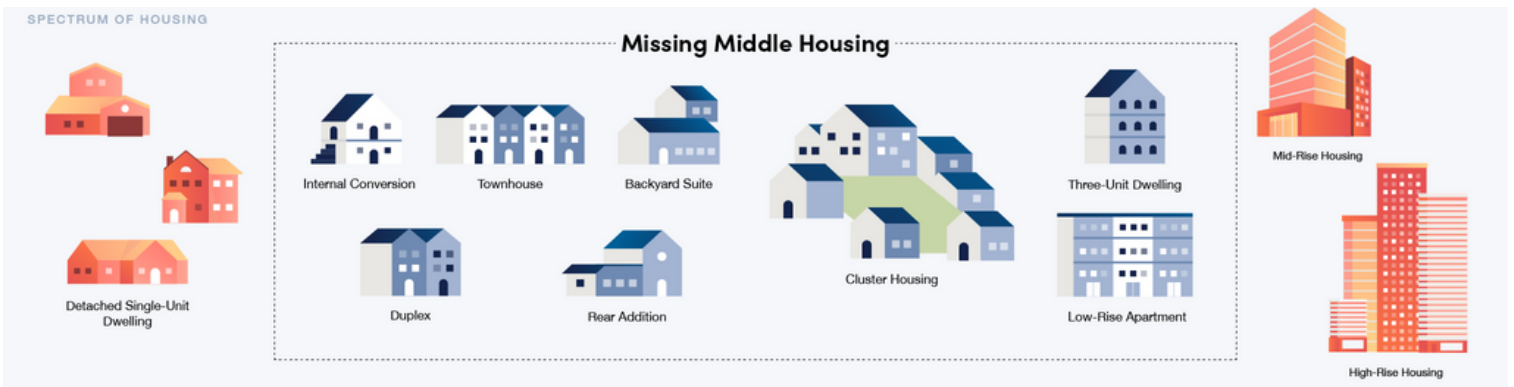 SPECTRUM OF HOUSING
Missing Middle Housing
Internal Conversion
Townhouse
Backyard Suite
Three-Unit Dwelling
Mid-Rise Housing
Detached Single-Unit
Dwelling
Duplex
Rear Addition
Cluster Housing
Low-Rise Apartment
High-Rise Housing